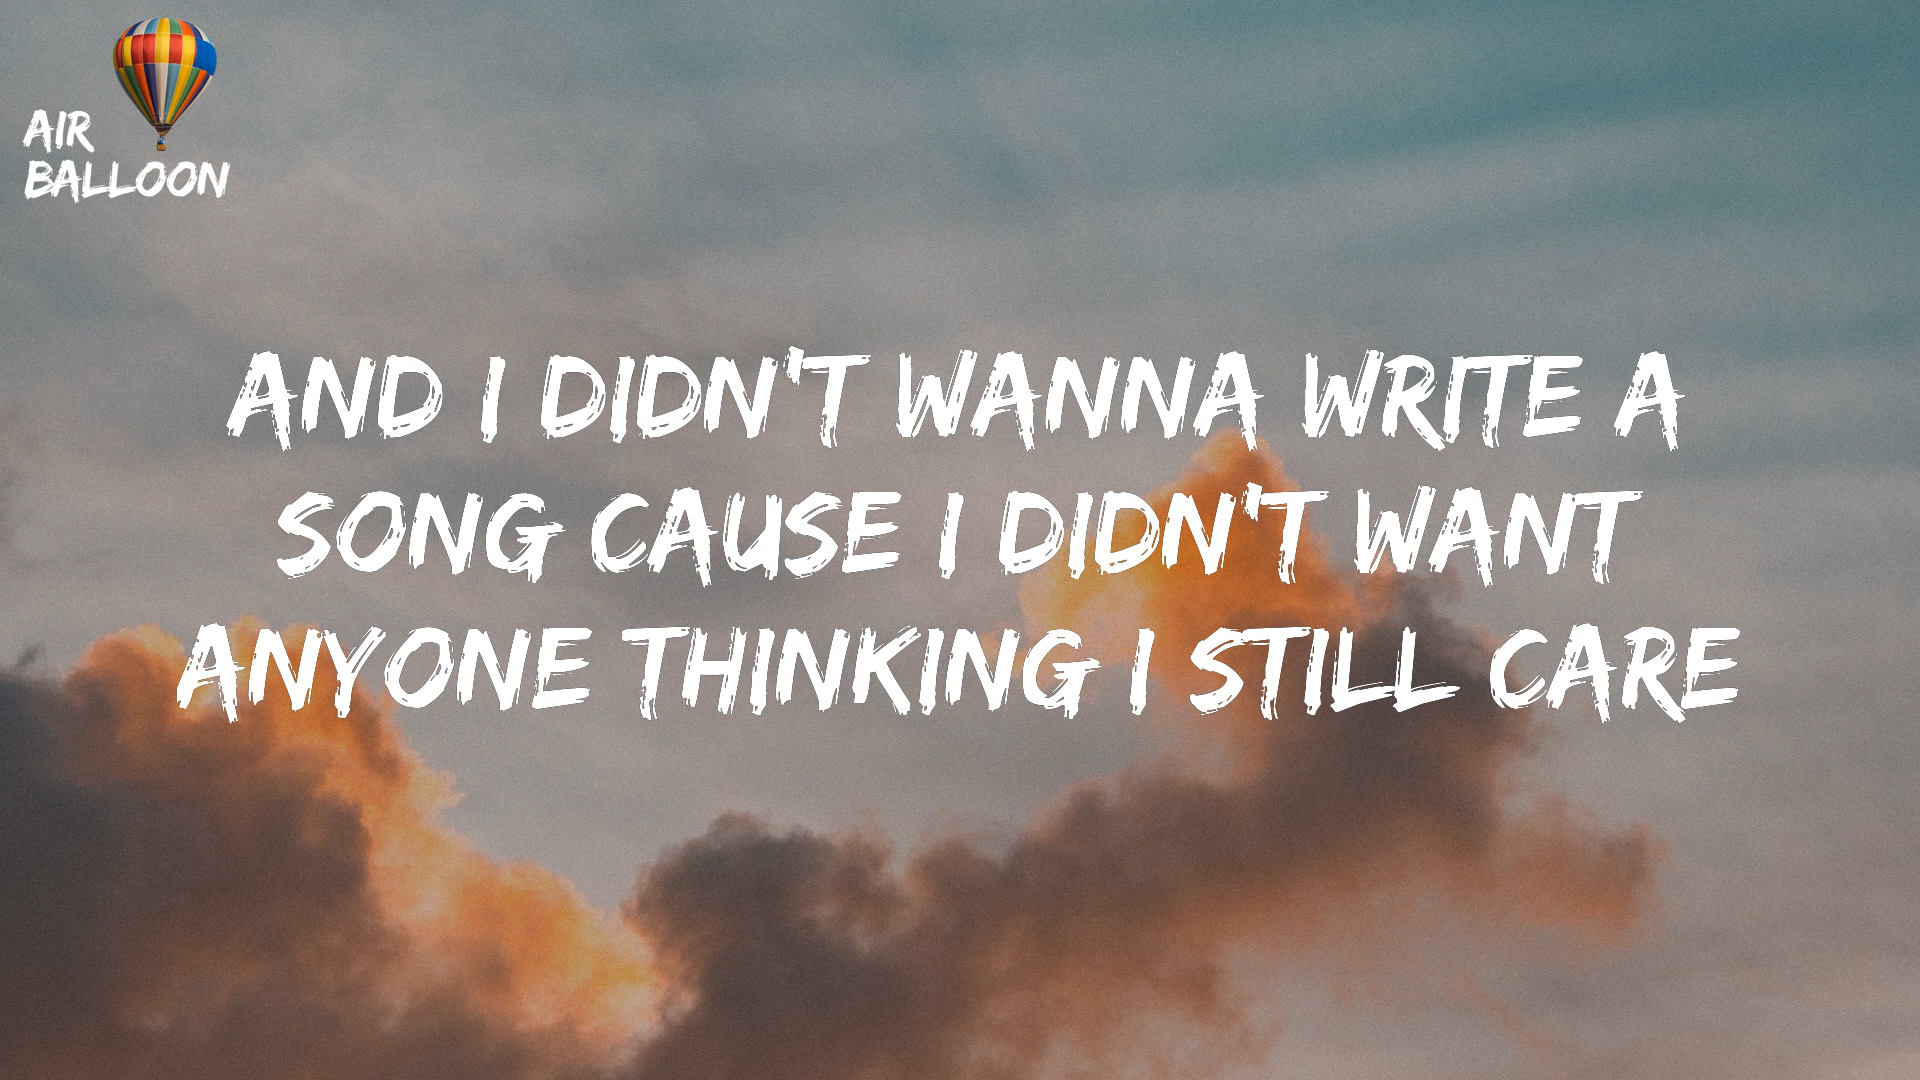 AIR
BALLOON
AND I DIDN'T WANNA WRITE A
SONG CAUSE I DIDN'T WANT
ANYONE THINKING I STILL CARE